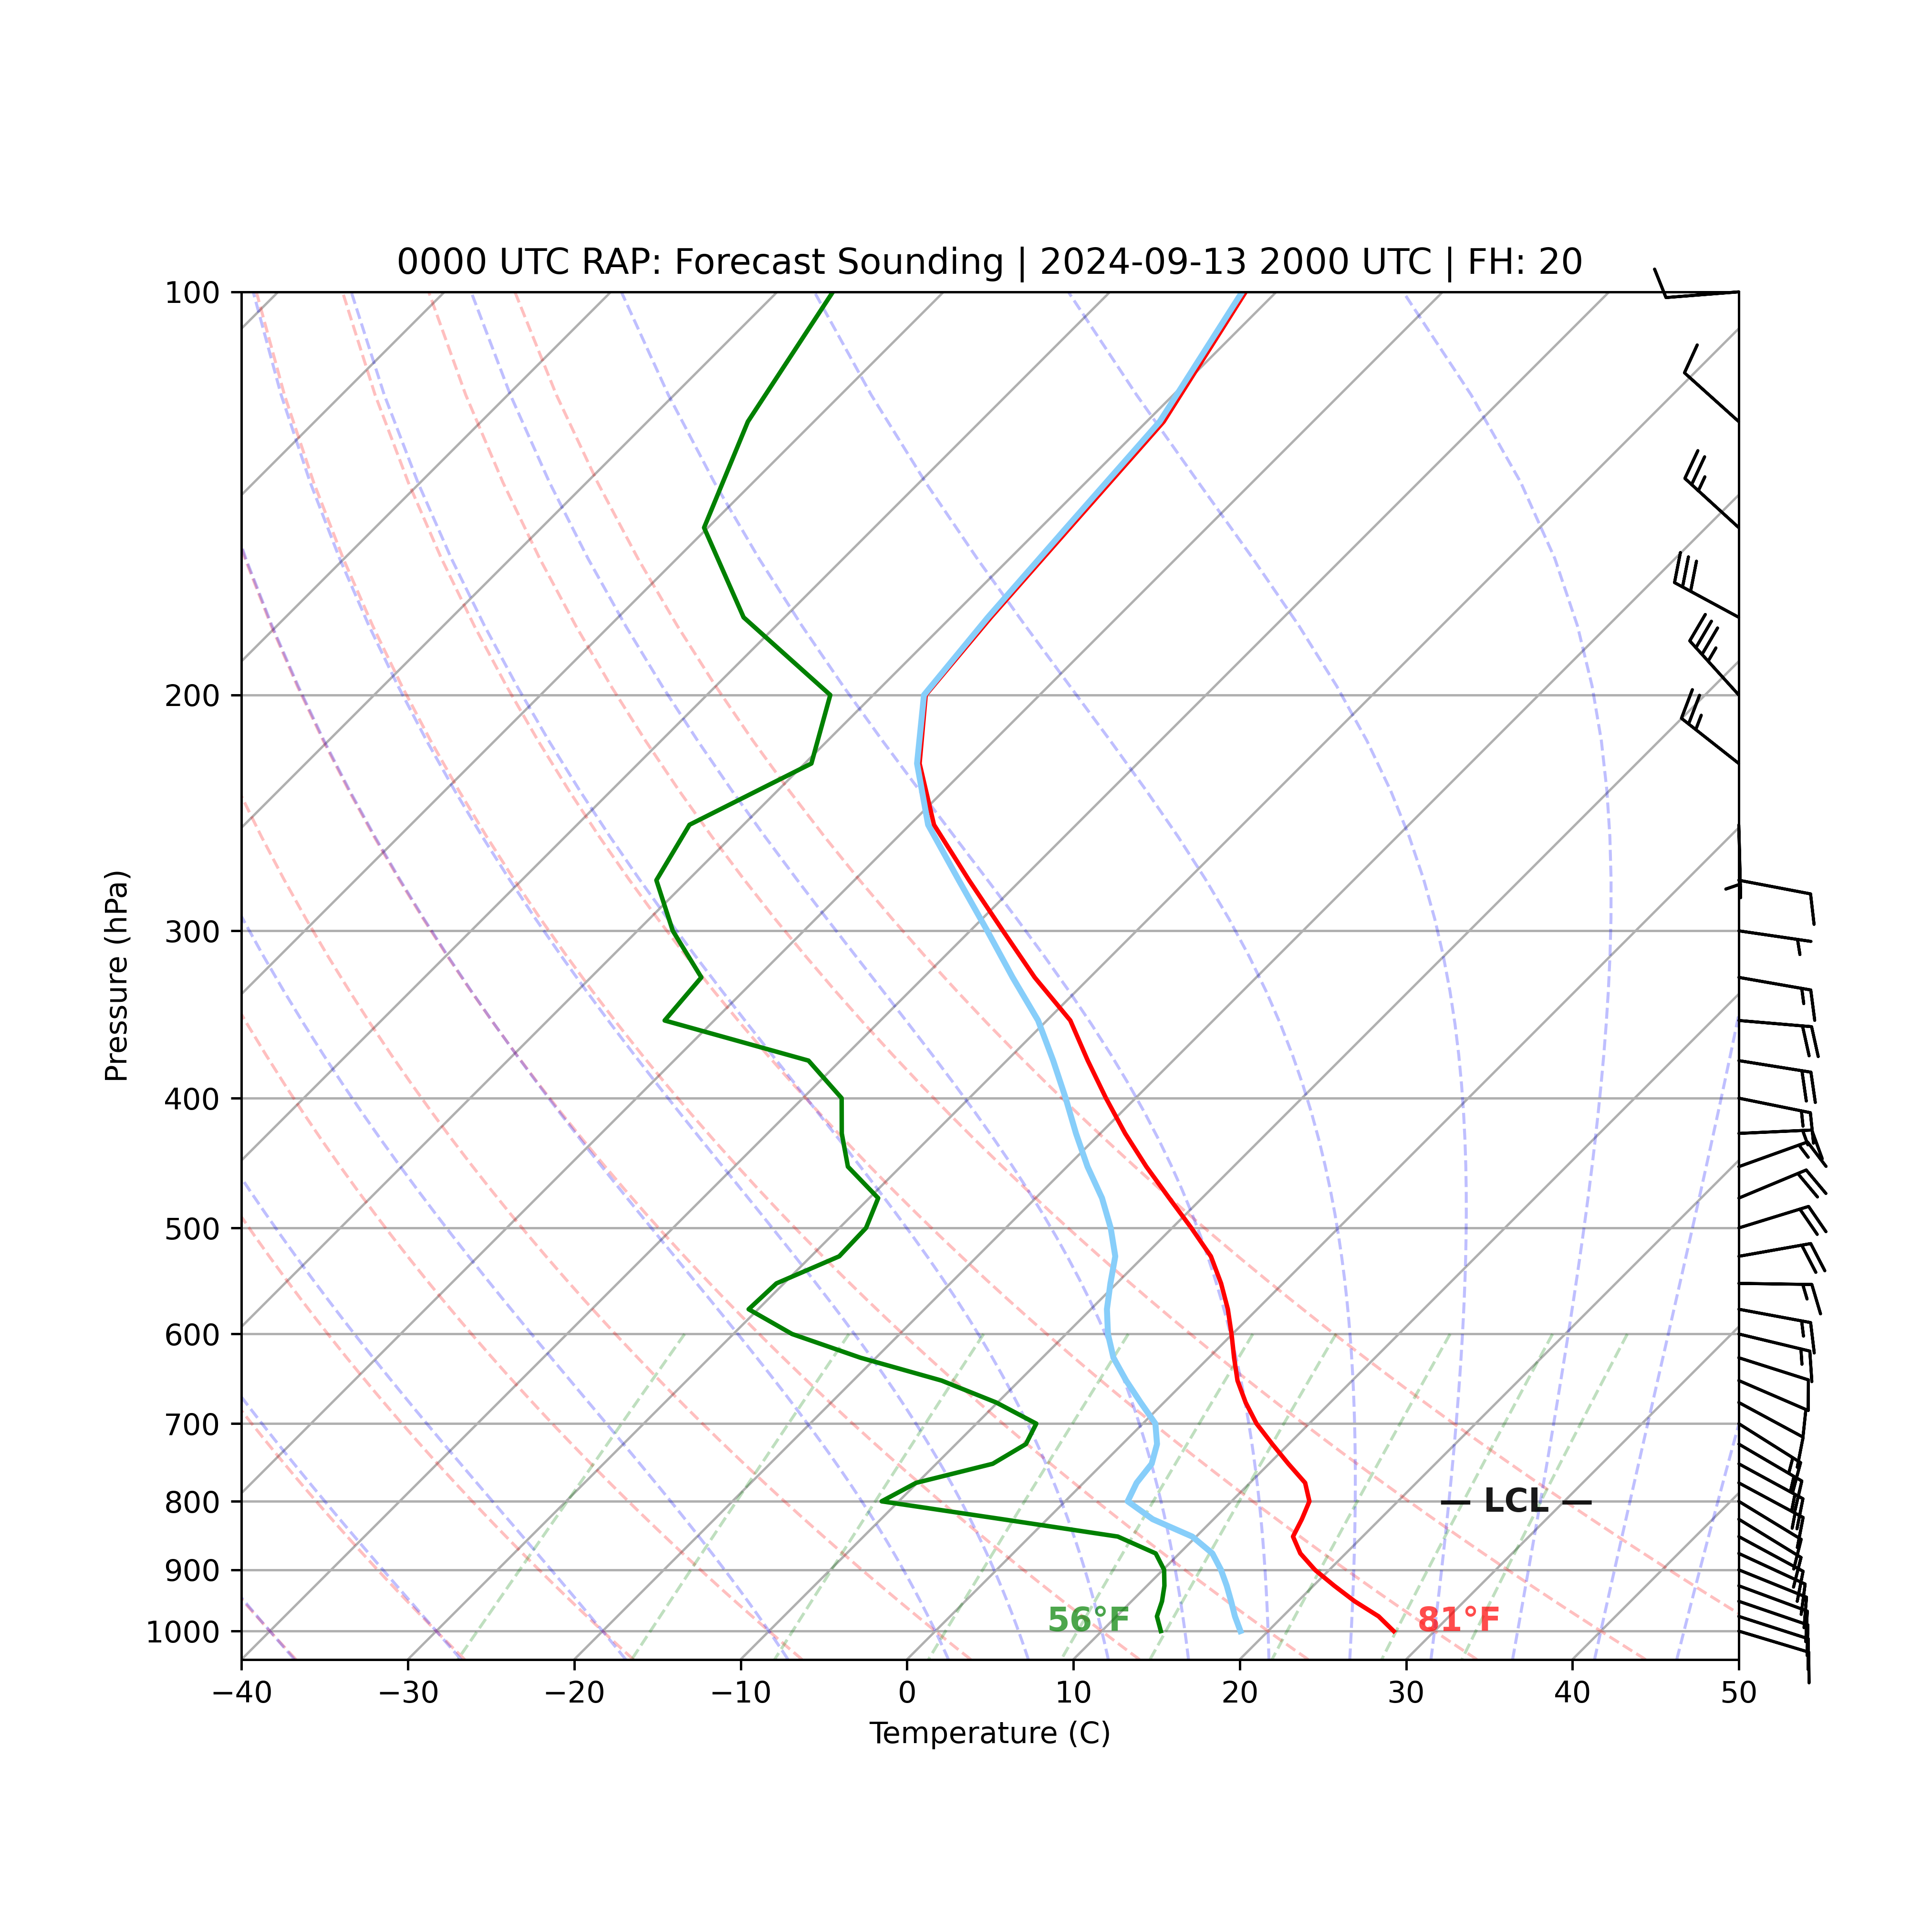 0000 UTC RAP: Forecast Sounding | 2024-09-13 2000 UTC | FH: 20
100
200
300
400
500
600
700
800
900
1000
Pressure (hPa)
— LCL —
56°F
81°F
−40 −30 −20 −10 0 10 20 30 40 50
Temperature (C)